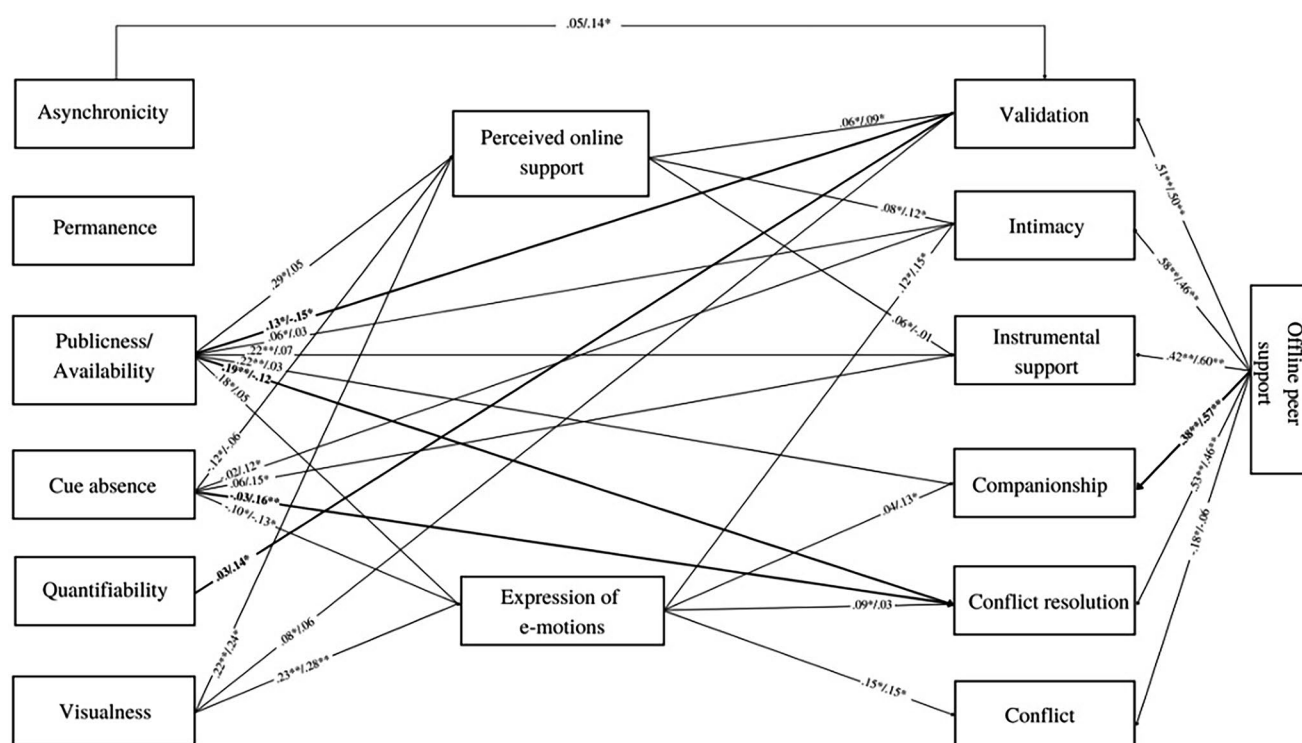 .05/.14*
Asynchronicity
Permanence
Publicness/
Availability
Cue absence
Quantifiability
Visualness
Perceived online
support
Expression of
e-motions
Validation
Intimacy
Instrumental
support
Companionship
Conflict resolution
Conflict
Offline peer
support
.29*/.05
.13*/-.15*
.06*/.03
.22**/.07
.22**/.03
.19**/-.12
.18*/.05
-.12*/-.06
.02/.12*
.06/.15*
-.03/.16**
-.10*/-.13*
.03/.14*
.22**/.24*
.08*/.06
.23**/.28**
.06*/.09*
.08*/.12*
.06*/-.01
.12*/.15*
.04/.13*
.09*/.03
.15*/.15*
.51**/.50**
.58**/.46**
.42**/.60**
.38**/.57**
.53**/.46**
-.18*/-.06